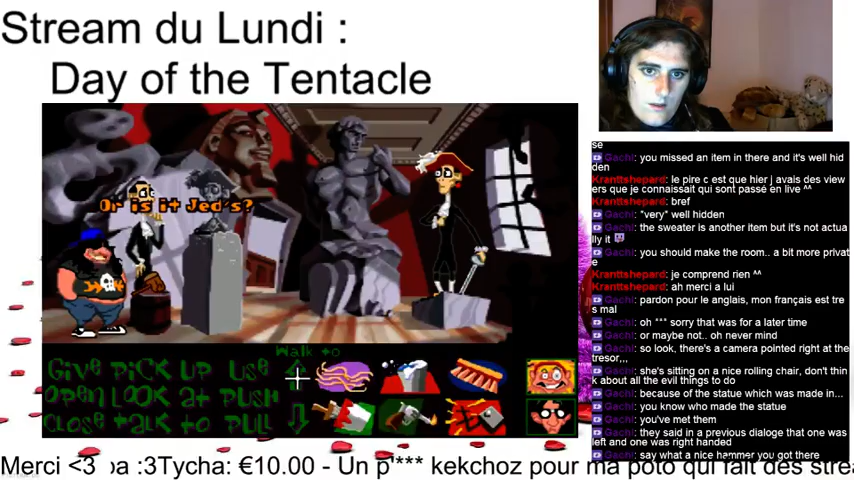 Stream du Lundi :
Day of the Tentacle
Or is it Jed's?
Walk to
Give Pick up Use
Open Look at Push
Close Talk to Pull
se
Gachi: you missed an item in there and it's well hid
den
Kranttshepard: le pire c est que hier j avais des view
ers que je connaissait qui sont passé en live ^^
Kranttshepard: bref
Gachi: *very* well hidden
Gachi: the sweater is another item but it's not actua
lly it
Gachi: you should make the room.. a bit more privat
e
Kranttshepard: je comprend rien ^^
Kranttshepard: ah merci a lui
Gachi: pardon pour le anglais, mon français est tre
s mal
Gachi: oh *** sorry that was for a later time
Gachi: or maybe not.. oh never mind
Gachi: so look, there's a camera pointed right at the
tresor,..
Gachi: she's sitting on a nice rolling chair, don't thin
k about all the evil things to do
Gachi: because of the statue which was made in...
Gachi: you know who made the statue
Gachi: you've met them
Gachi: they said in a previous dialoge that one was
left and one was right handed
Gachi: say what a nice hammer you got there
Merci <3 pa :3Tycha: €10.00 - Un p'*** kekchoz pour ma poto qui fait des strea